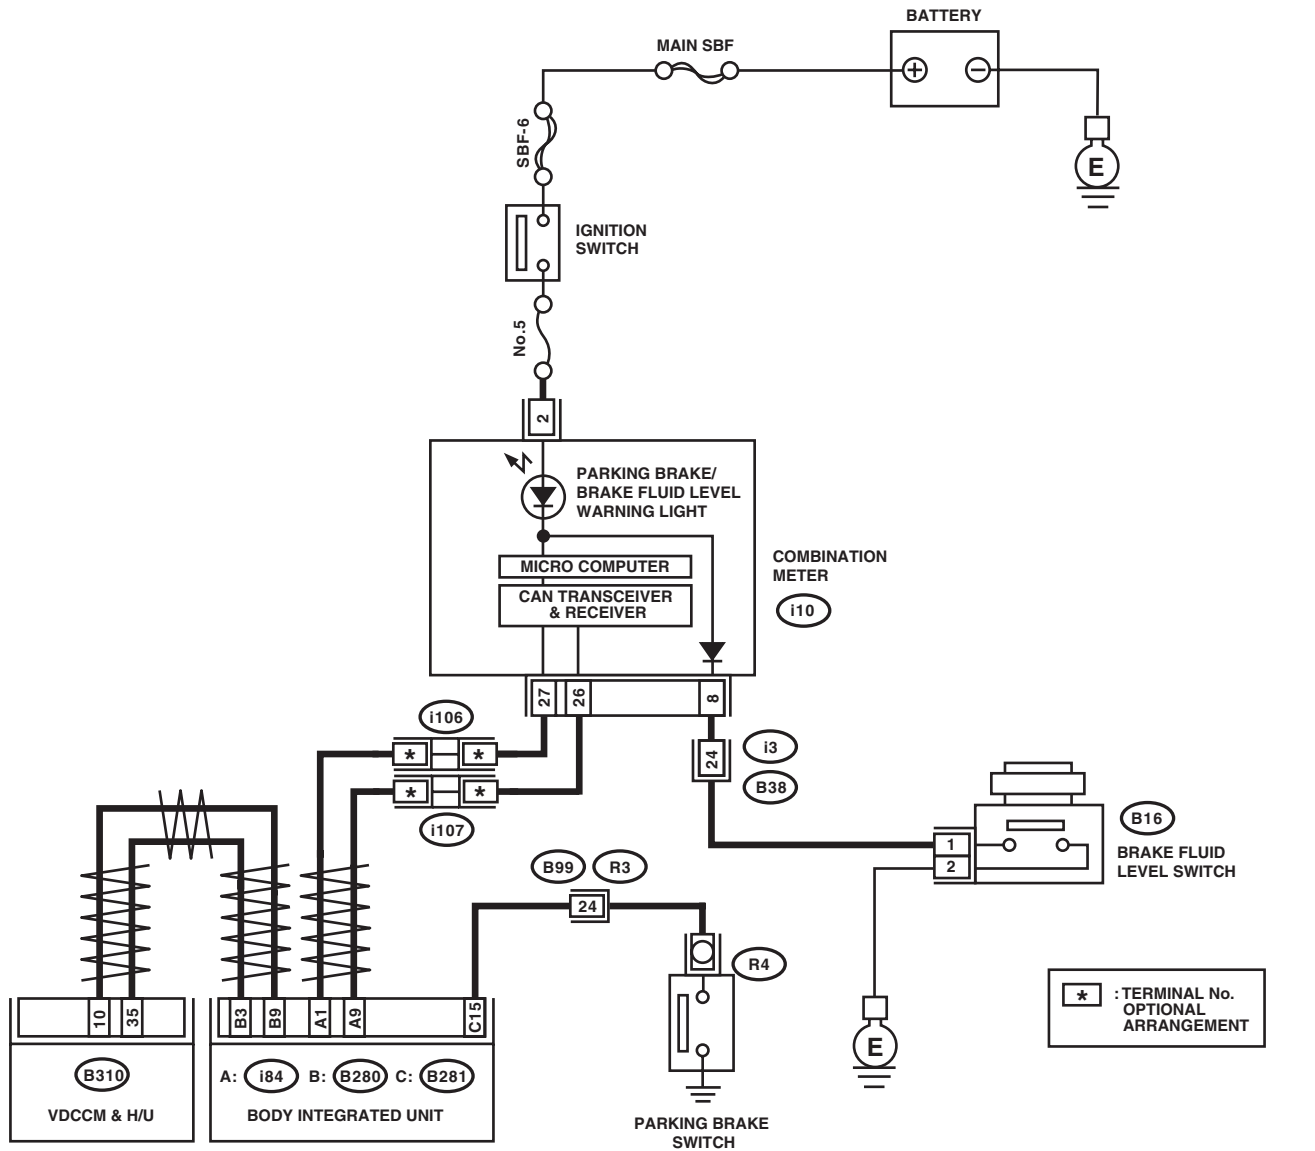 BATTERY
MAIN SBF
+
−
E
SBF-6
IGNITION
SWITCH
No.5
2
PARKING BRAKE/
BRAKE FLUID LEVEL
WARNING LIGHT
MICRO COMPUTER
CAN TRANSCEIVER
& RECEIVER
COMBINATION
METER
i10
27
26
8
i106
*
*
*
*
i107
24
i3
B38
B16
1
2
BRAKE FLUID
LEVEL SWITCH
B99
R3
24
R4
10
35
B3
B9
A1
A9
C15
E
* : TERMINAL No.
OPTIONAL
ARRANGEMENT
B310
VDCCM & H/U
A: i84 B: B280 C: B281
BODY INTEGRATED UNIT
PARKING BRAKE
SWITCH